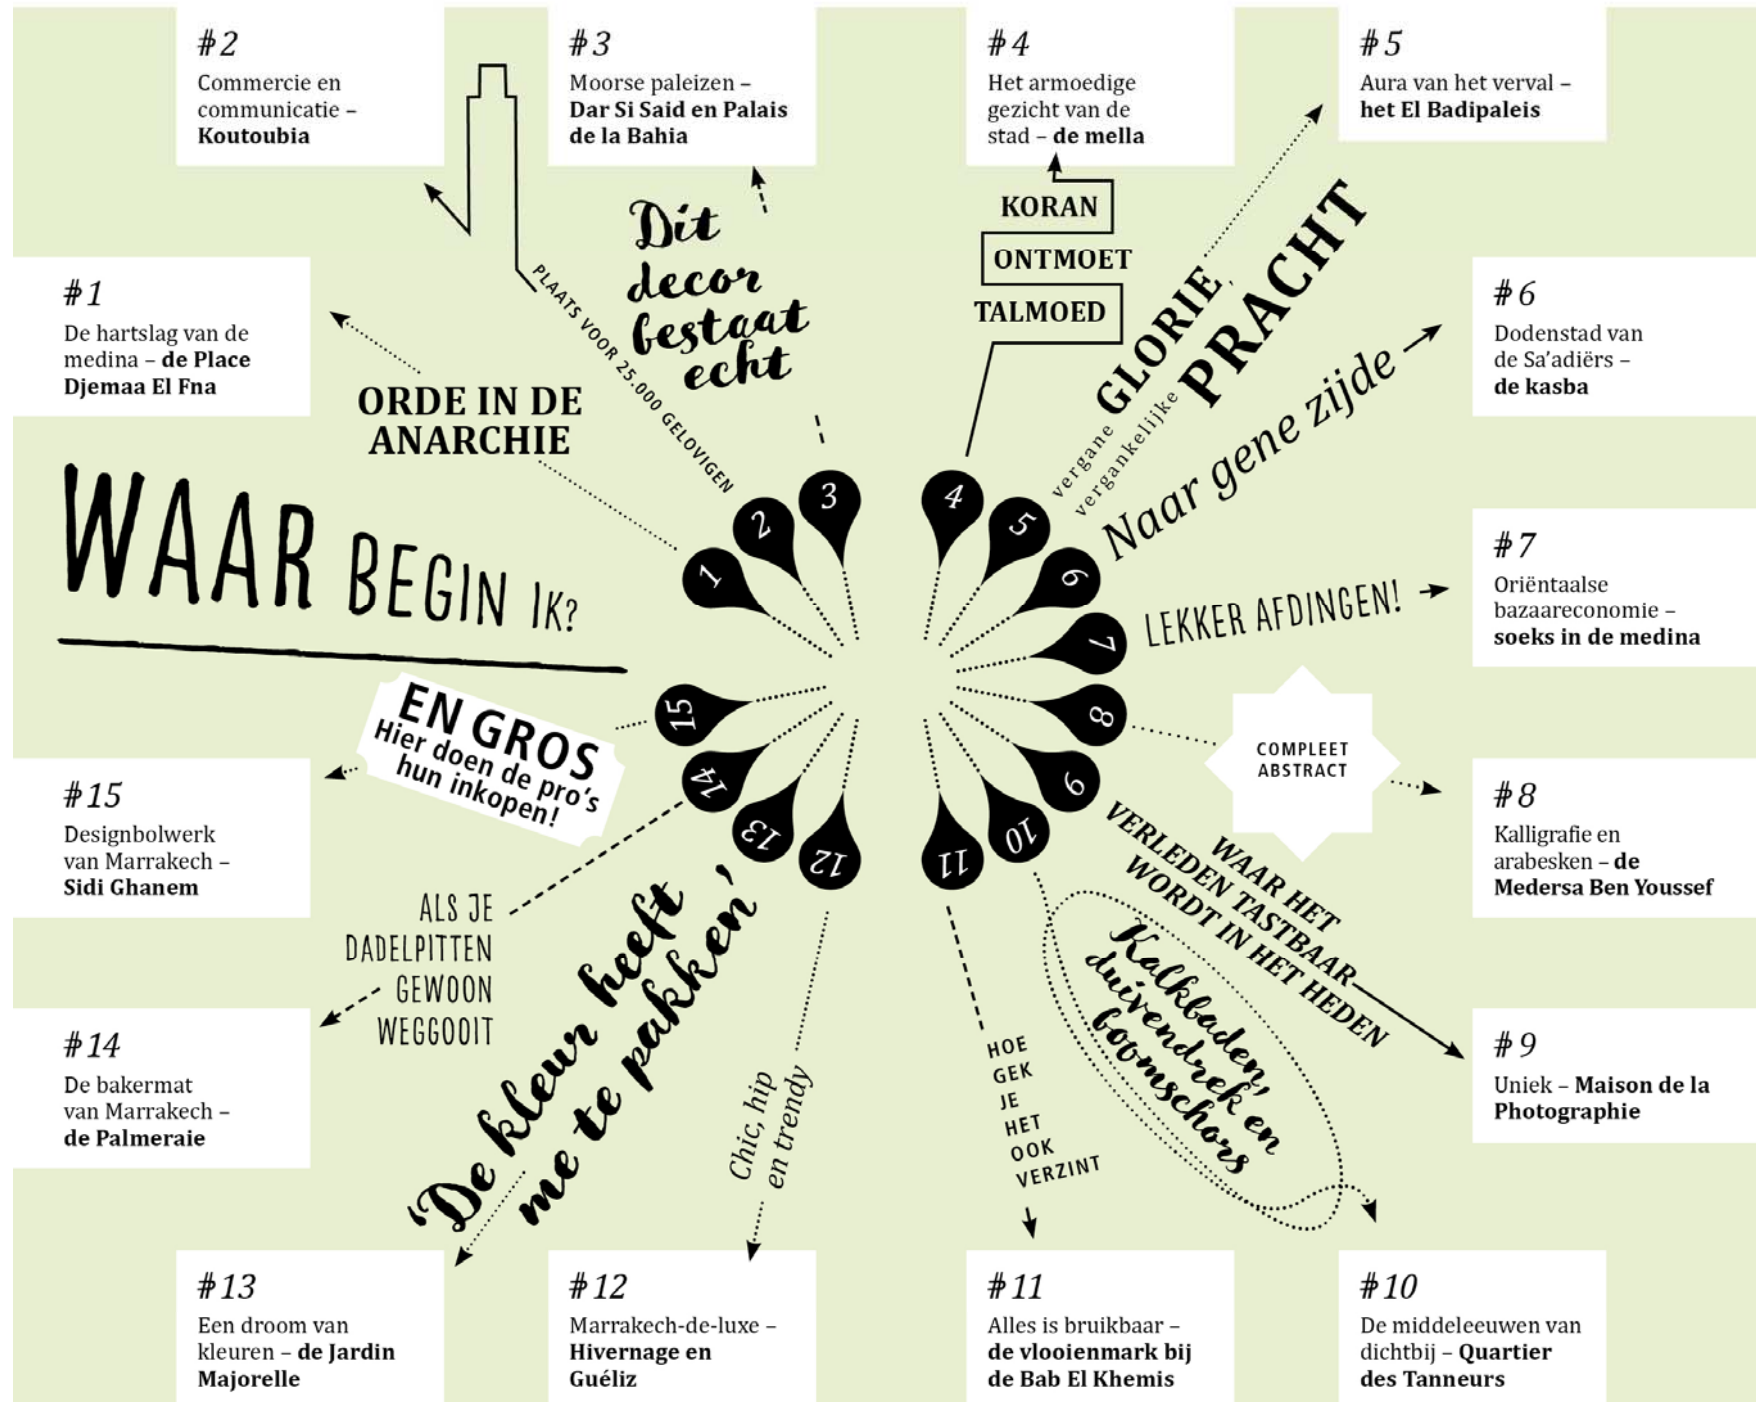 #2
Commercie en
communicatie –
Koutoubia
#3
Moorse paleizen –
Dar Si Said en Palais
de la Bahia
#4
Het armoedige
gezicht van de
stad – de mella
#5
Aura van het verval –
het El Badipaleis
#1
De hartslag van de
medina – de Place
Djemaa El Fna
#6
Dodenstad van
de Sa’adiërs –
de kasba
ORDE IN DE
ANARCHIE
PLAATS VOOR 25.000 GELOVIGEN
Dit
decor
bestaat
echt
KORAN
ONTMOET
TALMOED
vergane GLORIE,
vergankelijke PRACHT
Naar gene zijde
WAAR BEGIN IK?
1
2
3
4
5
6
7
8
9
10
11
12
13
14
15
LEKKER AFDINGEN!
#7
Oriëntaalse
bazaareconomie –
soeks in de medina
EN GROS
Hier doen de pro’s
hun inkopen!
COMPLEET
ABSTRACT
#15
Designbolwerk
van Marrakech –
Sidi Ghanem
#8
Kalligrafie en
arabesken – de
Medersa Ben Youssef
ALS JE
DADELPITTEN
GEWOON
WEGGOOIT
‘De kleur heeft
me te pakken’
Chic, hip
en trendy
HOE
GEK
JE
HET
OOK
VERZINT
Kalkbaden,
duivendrek en
boomschors
WAAR HET
VERLEDEN TASTBAAR
WORDT IN HET HEDEN
#14
De bakermat
van Marrakech –
de Palmeraie
#9
Uniek – Maison de la
Photographie
#13
Een droom van
kleuren – de Jardin
Majorelle
#12
Marrakech-de-luxe –
Hivernage en
Guéliz
#11
Alles is bruikbaar –
de vlooienmark bij
de Bab El Khemis
#10
De middeleeuwen van
dichtbij – Quartier
des Tanneurs